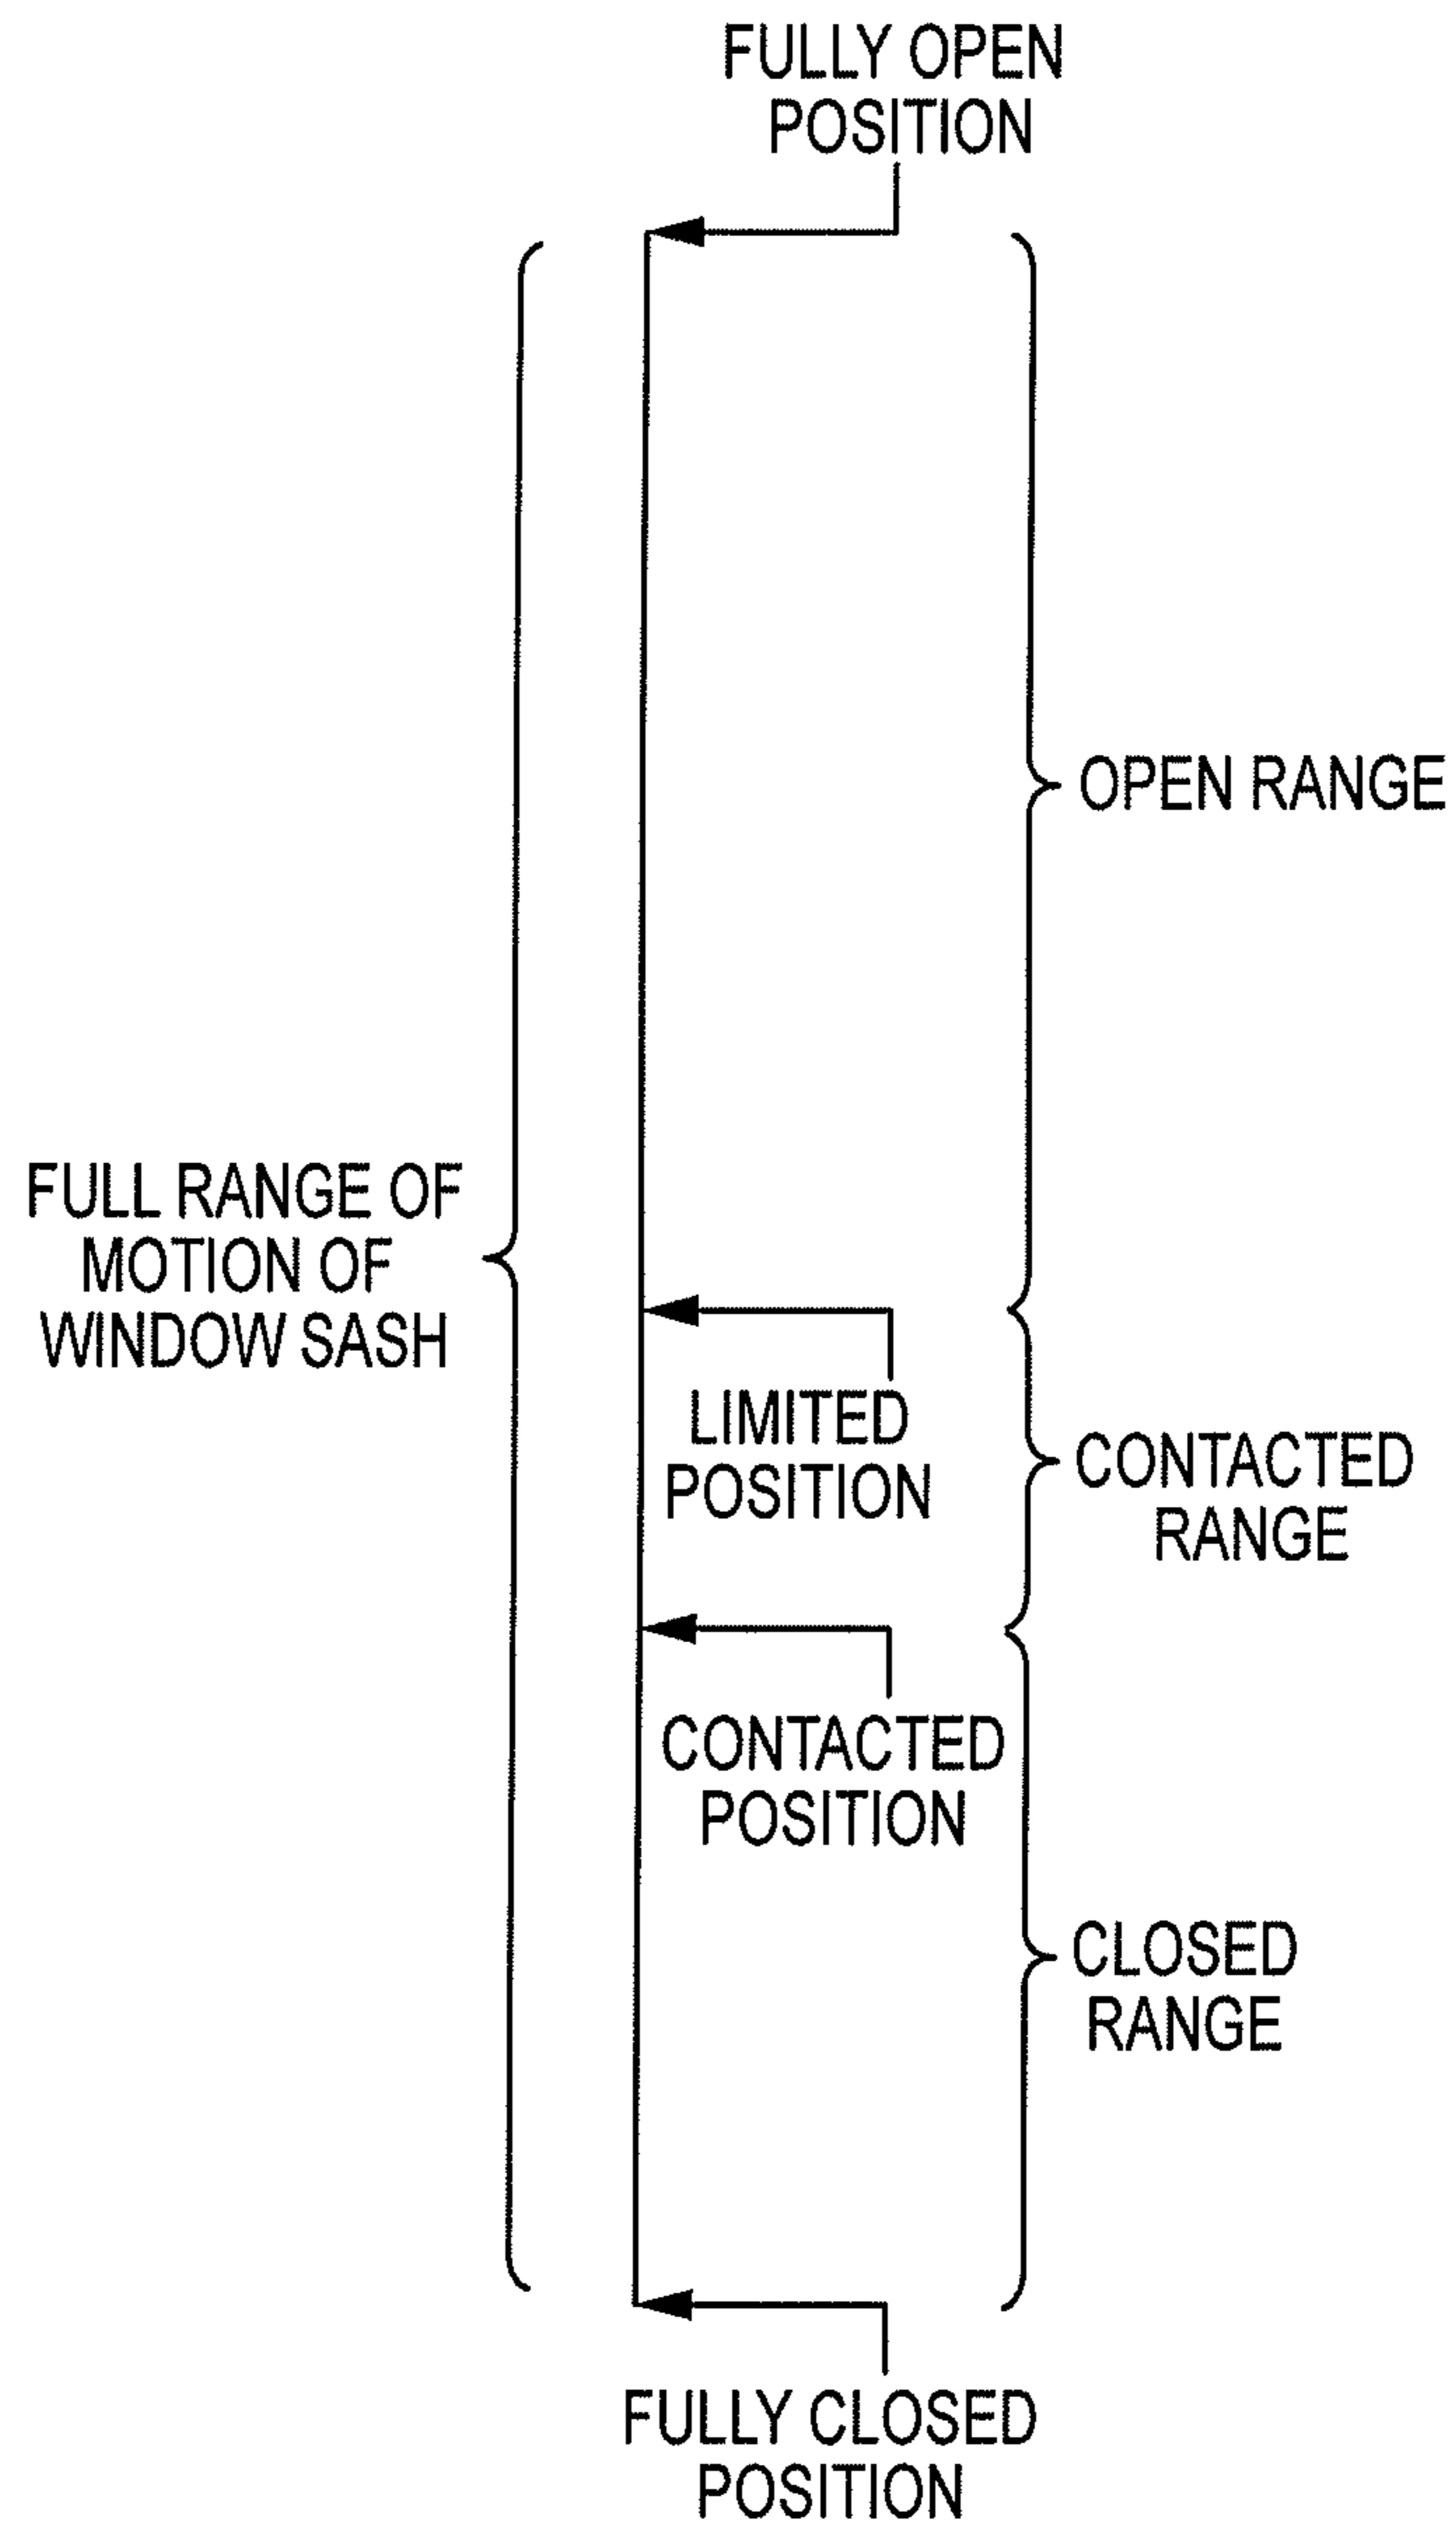 FULLY OPEN
POSITION
OPEN RANGE
FULL RANGE OF
MOTION OF
WINDOW SASH
LIMITED
POSITION
CONTACTED
RANGE
CONTACTED
POSITION
CLOSED
RANGE
FULLY CLOSED
POSITION